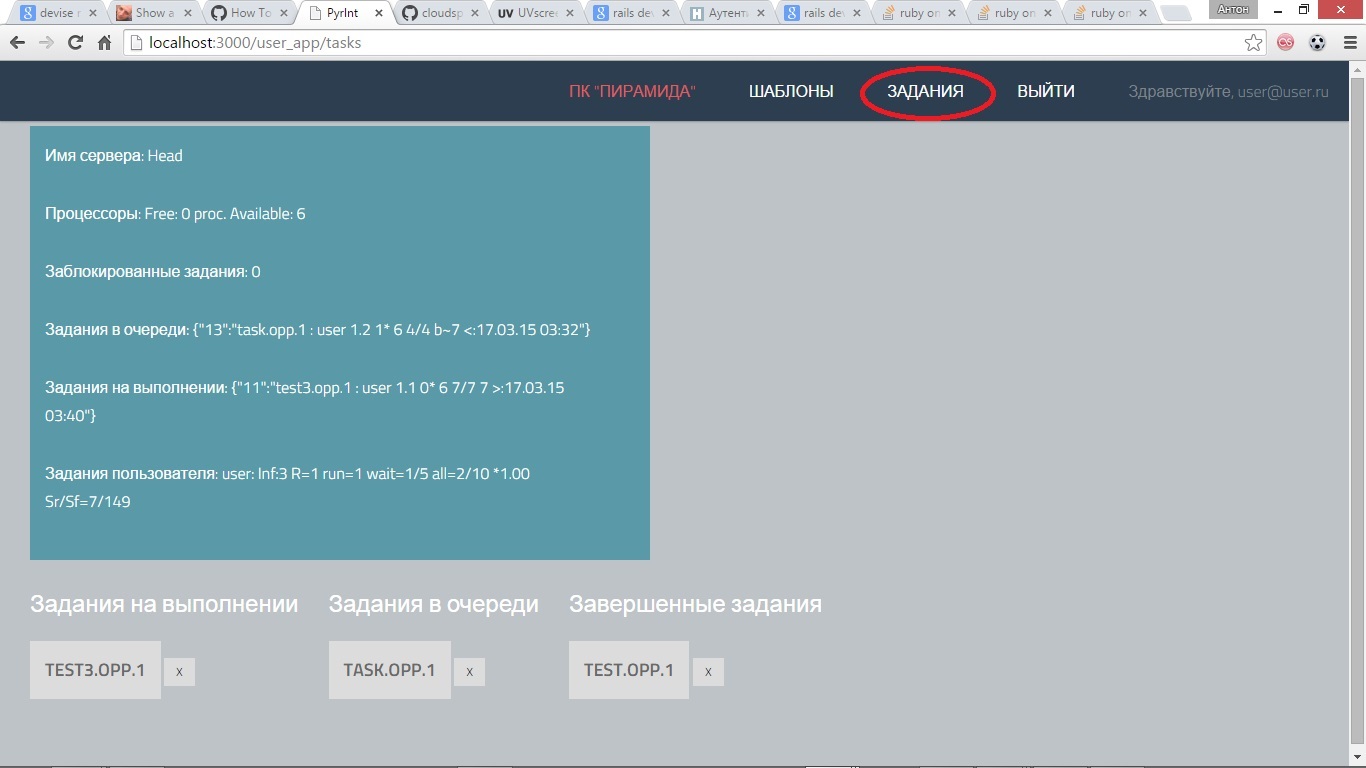 devise r
Show a
How To
PyrInt
cloudsp
UVscre
rails de
Аутент
rails de
ruby on
ruby on
ruby on
Антон
localhost:3000/user_app/tasks
ПК "ПИРАМИДА" ШАБЛОНЫ ЗАДАНИЯ ВЫЙТИ Здравствуйте, user@user.ru
Имя сервера: Head
Процессоры: Free: 0 proc. Available: 6
Заблокированные задания: 0
Задания в очереди: {"13":"task.opp.1 : user 1.2 1* 6 4/4 b~7 <:17.03.15 03:32"}
Задания на выполнении: {"11":"test3.opp.1 : user 1.1 0* 6 7/7 7 >:17.03.15
03:40"}
Задания пользователя: user: Inf:3 R=1 run=1 wait=1/5 all=2/10 *1.00
Sr/Sf=7/149
Задания на выполнении Задания в очереди Завершенные задания
TEST3.OPP.1 x TASK.OPP.1 x TEST.OPP.1 x